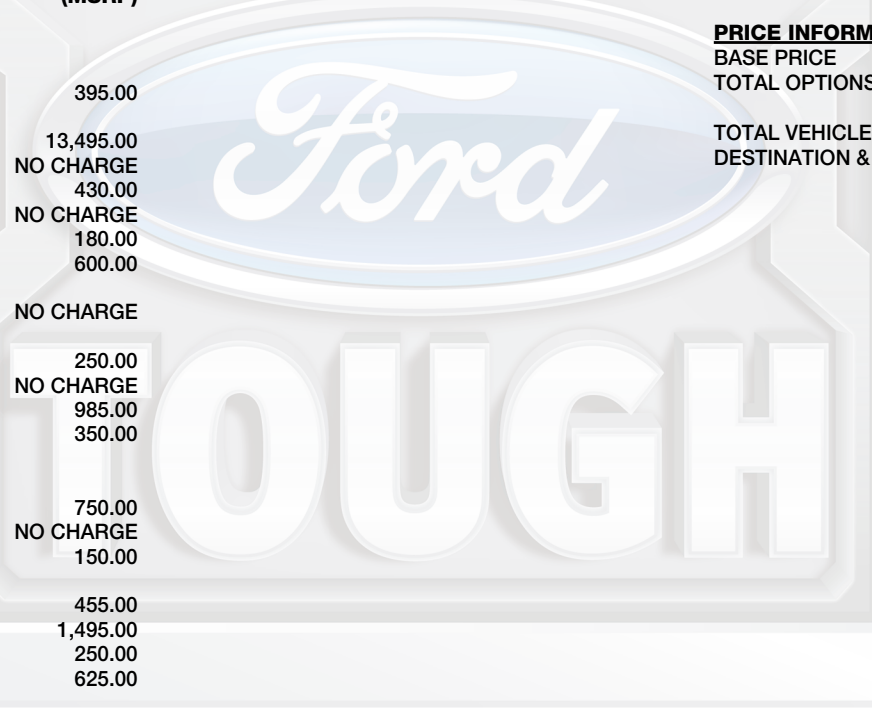 (MSRP)
395.00
13,495.00
NO CHARGE
430.00
NO CHARGE
180.00
600.00
NO CHARGE
250.00
NO CHARGE
985.00
350.00
750.00
NO CHARGE
150.00
455.00
1,495.00
250.00
625.00
PRICE INFORM
BASE PRICE
TOTAL OPTIONS
TOTAL VEHICLE
DESTINATION &
Ford
TOUGH